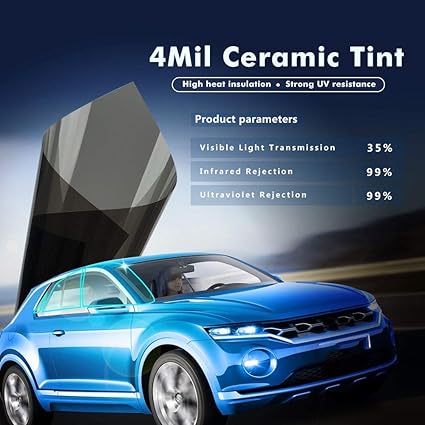 4Mil Ceramic Tint
High heat insulation • Strong UV resistance
Product parameters
Visible Light Transmission 35%
Infrared Rejection 99%
Ultraviolet Rejection 99%